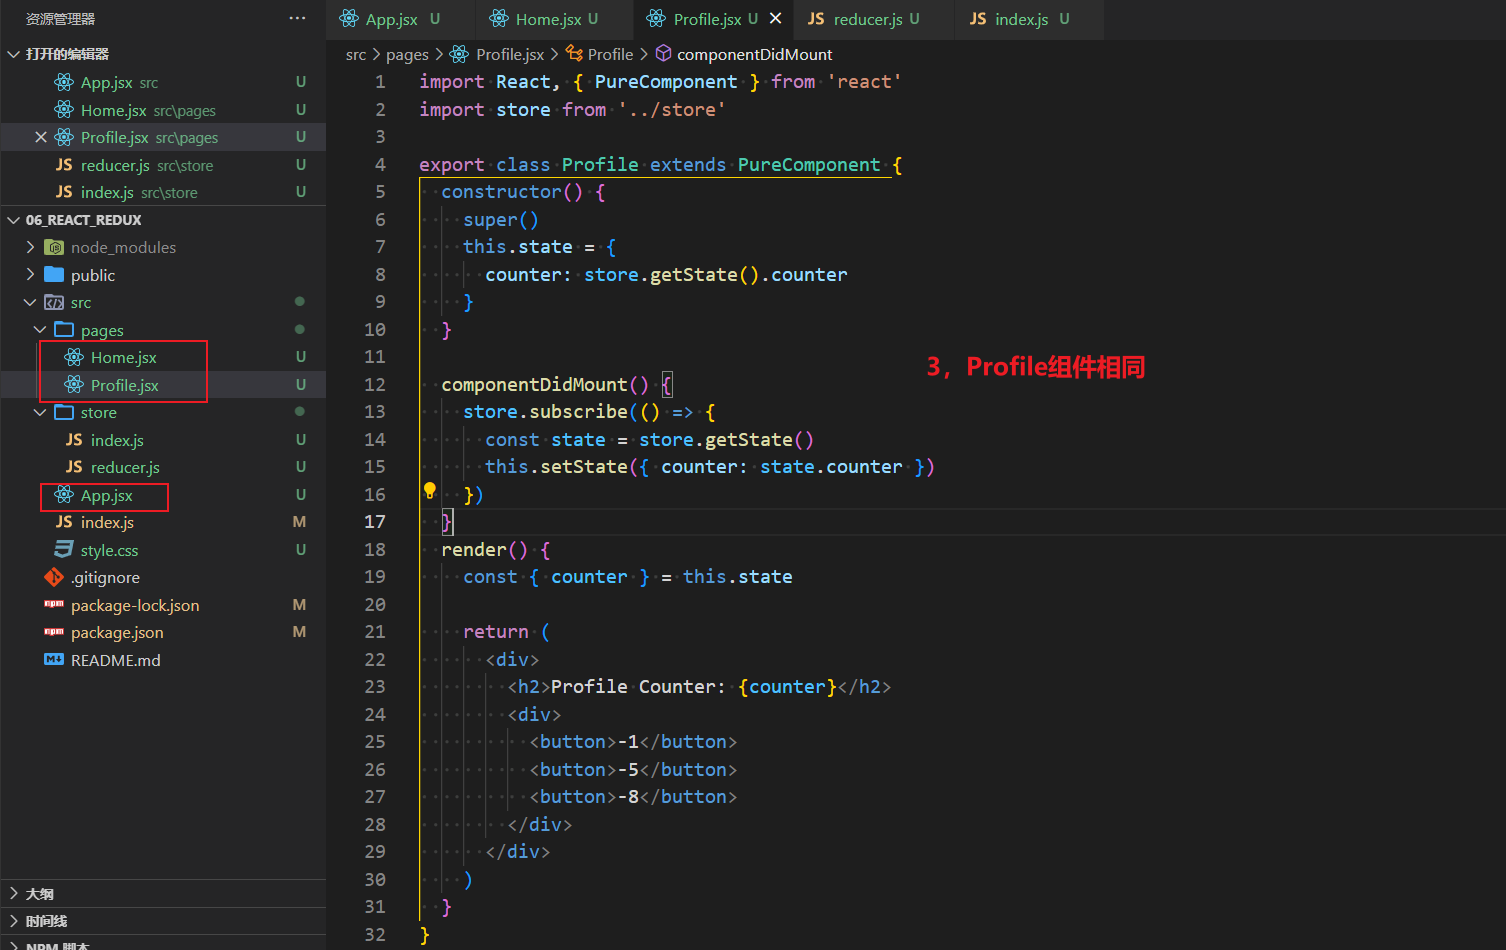 资源管理器 ···
打开的编辑器
App.jsx src U
Home.jsx src\pages U
Profile.jsx src\pages U
JS reducer.js src\store U
JS index.js src\store U
06_REACT_REDUX
node_modules
public
src
pages
Home.jsx U
Profile.jsx U
store
JS index.js U
JS reducer.js U
App.jsx U
JS index.js M
style.css U
.gitignore
npm package-lock.json M
npm package.json M
README.md
大纲
时间线
NPM 脚本
App.jsx U Home.jsx U Profile.jsx U JS reducer.js U JS index.js U
src > pages > Profile.jsx > Profile > componentDidMount
1 import React, { PureComponent } from 'react'
2 import store from '../store'
3
4 export class Profile extends PureComponent {
5   constructor() {
6     super()
7     this.state = {
8       counter: store.getState().counter
9     }
10   }
11
12   componentDidMount() {
13     store.subscribe(() => {
14       const state = store.getState()
15       this.setState({ counter: state.counter })
16     })
17   }
18   render() {
19     const { counter } = this.state
20
21     return (
22       <div>
23         <h2>Profile Counter: {counter}</h2>
24         <div>
25           <button>-1</button>
26           <button>-5</button>
27           <button>-8</button>
28         </div>
29       </div>
30     )
31   }
32 }
3，Profile组件相同